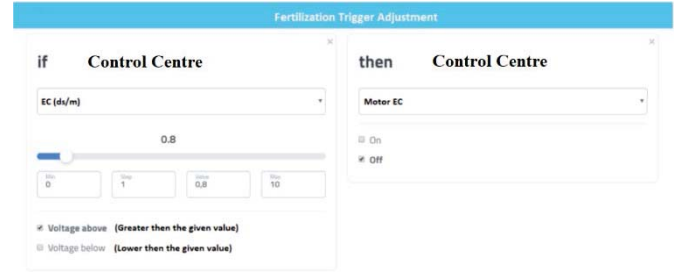 Fertilization Trigger Adjustment
if Control Centre
EC (ds/m)
0.8
Min Step Value Max
0 1 0,8 10
Voltage above (Greater then the given value)
Voltage below (Lower then the given value)
then Control Centre
Motor EC
On
Off